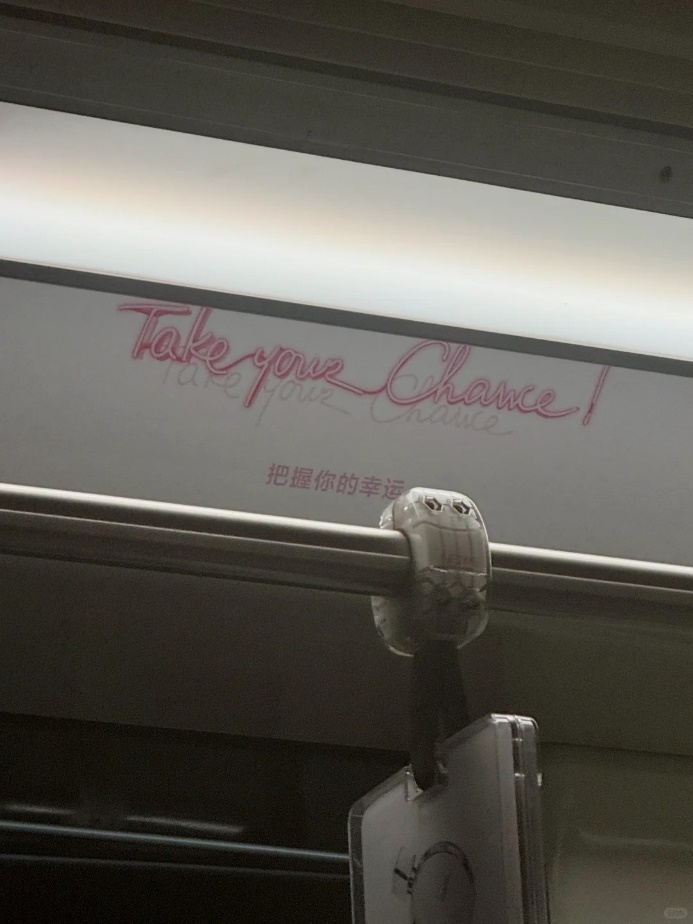 Take your Chance!
Take your Chance
把握你的幸运